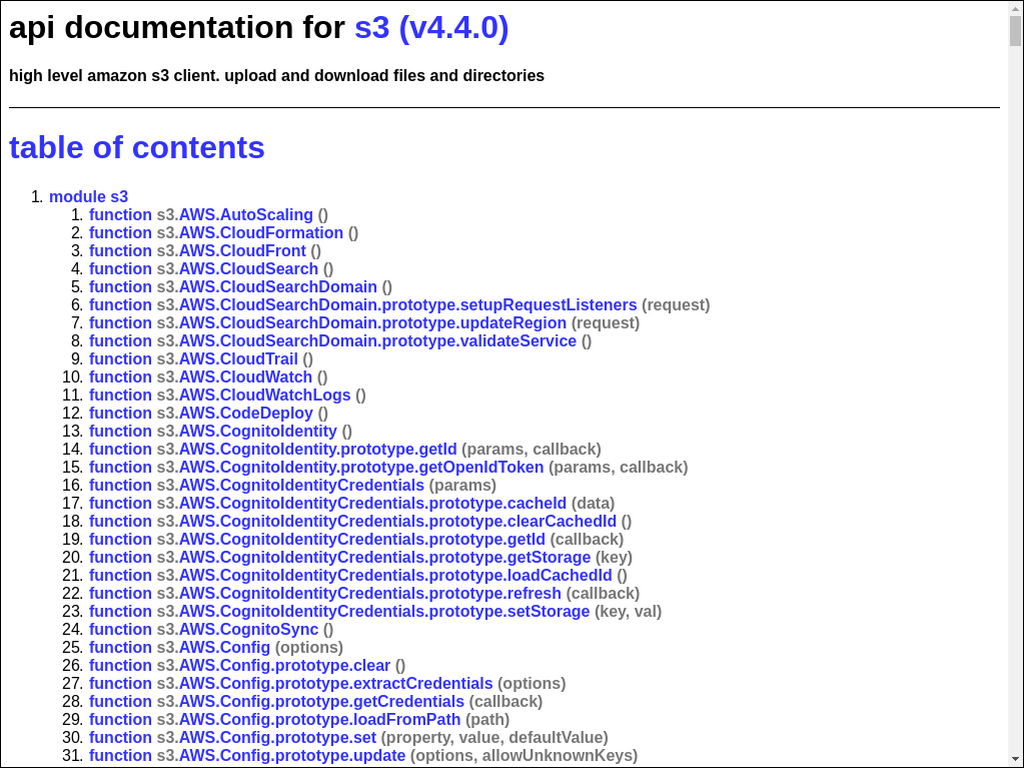 api documentation for s3 (v4.4.0)
high level amazon s3 client. upload and download files and directories
table of contents
1. module s3
1. function s3.AWS.AutoScaling ()
2. function s3.AWS.CloudFormation ()
3. function s3.AWS.CloudFront ()
4. function s3.AWS.CloudSearch ()
5. function s3.AWS.CloudSearchDomain ()
6. function s3.AWS.CloudSearchDomain.prototype.setupRequestListeners (request)
7. function s3.AWS.CloudSearchDomain.prototype.updateRegion (request)
8. function s3.AWS.CloudSearchDomain.prototype.validateService ()
9. function s3.AWS.CloudTrail ()
10. function s3.AWS.CloudWatch ()
11. function s3.AWS.CloudWatchLogs ()
12. function s3.AWS.CodeDeploy ()
13. function s3.AWS.CognitoIdentity ()
14. function s3.AWS.CognitoIdentity.prototype.getId (params, callback)
15. function s3.AWS.CognitoIdentity.prototype.getOpenIdToken (params, callback)
16. function s3.AWS.CognitoIdentityCredentials (params)
17. function s3.AWS.CognitoIdentityCredentials.prototype.cacheId (data)
18. function s3.AWS.CognitoIdentityCredentials.prototype.clearCachedId ()
19. function s3.AWS.CognitoIdentityCredentials.prototype.getId (callback)
20. function s3.AWS.CognitoIdentityCredentials.prototype.getStorage (key)
21. function s3.AWS.CognitoIdentityCredentials.prototype.loadCachedId ()
22. function s3.AWS.CognitoIdentityCredentials.prototype.refresh (callback)
23. function s3.AWS.CognitoIdentityCredentials.prototype.setStorage (key, val)
24. function s3.AWS.CognitoSync ()
25. function s3.AWS.Config (options)
26. function s3.AWS.Config.prototype.clear ()
27. function s3.AWS.Config.prototype.extractCredentials (options)
28. function s3.AWS.Config.prototype.getCredentials (callback)
29. function s3.AWS.Config.prototype.loadFromPath (path)
30. function s3.AWS.Config.prototype.set (property, value, defaultValue)
31. function s3.AWS.Config.prototype.update (options, allowUnknownKeys)